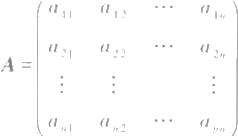 A = ( a₁₁ a₁₂ ⋯ a₁ₙ
a₂₁ a₂₂ ⋯ a₂ₙ
⋮ ⋮ ⋮
aₙ₁ aₙ₂ ⋯ aₙₙ